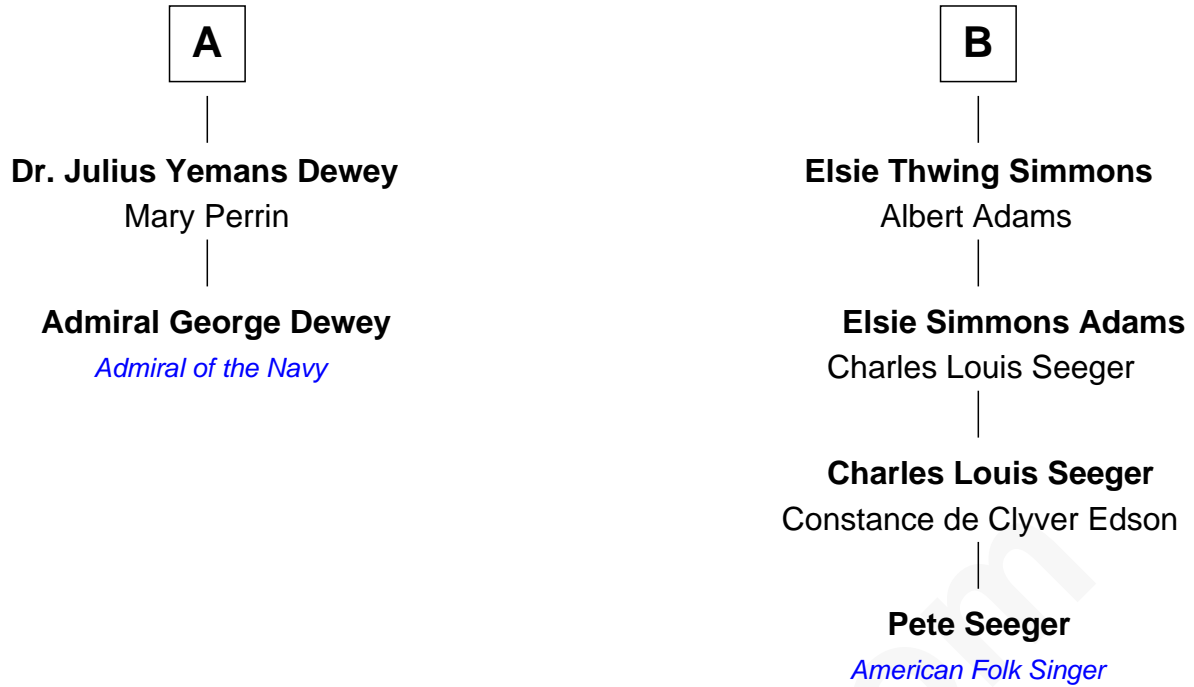 A
Dr. Julius Yemans Dewey
Mary Perrin
Admiral George Dewey
Admiral of the Navy
B
Elsie Thwing Simmons
Albert Adams
Elsie Simmons Adams
Charles Louis Seeger
Charles Louis Seeger
Constance de Clyver Edson
Pete Seeger
American Folk Singer